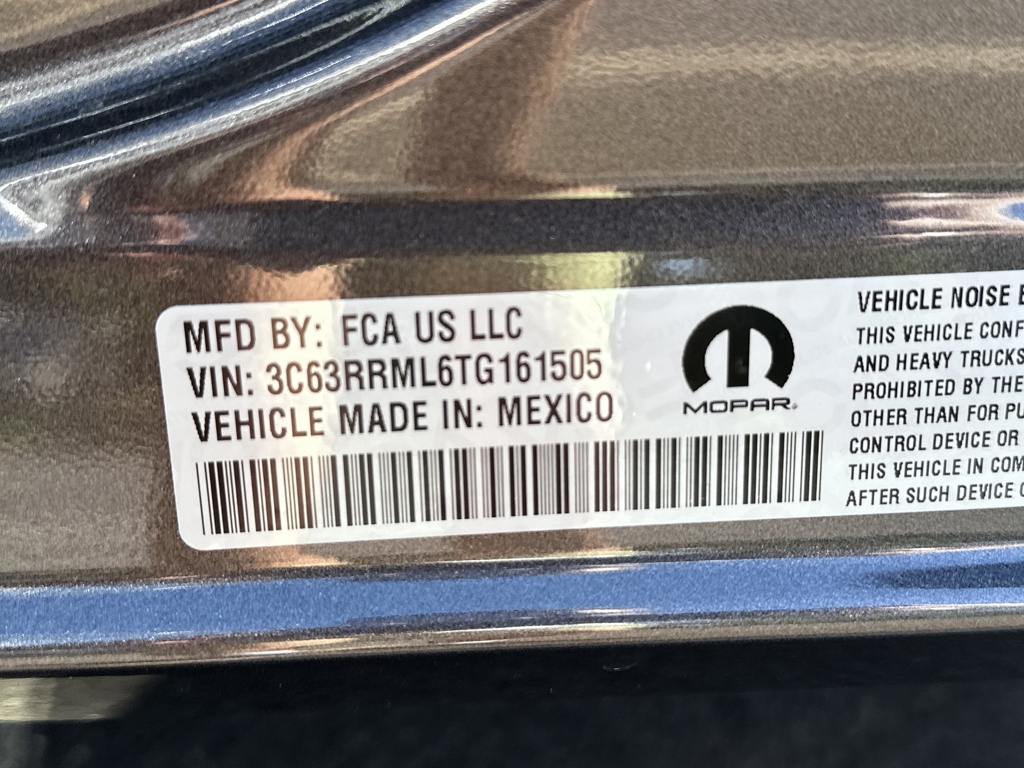 MFD BY: FCA US LLC
VIN: 3C63RRML6TG161505
VEHICLE MADE IN: MEXICO
MOPAR®
VEHICLE NOISE
THIS VEHICLE CONF
AND HEAVY TRUCKS
PROHIBITED BY THE
OTHER THAN FOR PU
CONTROL DEVICE OR
THIS VEHICLE IN COM
AFTER SUCH DEVICE